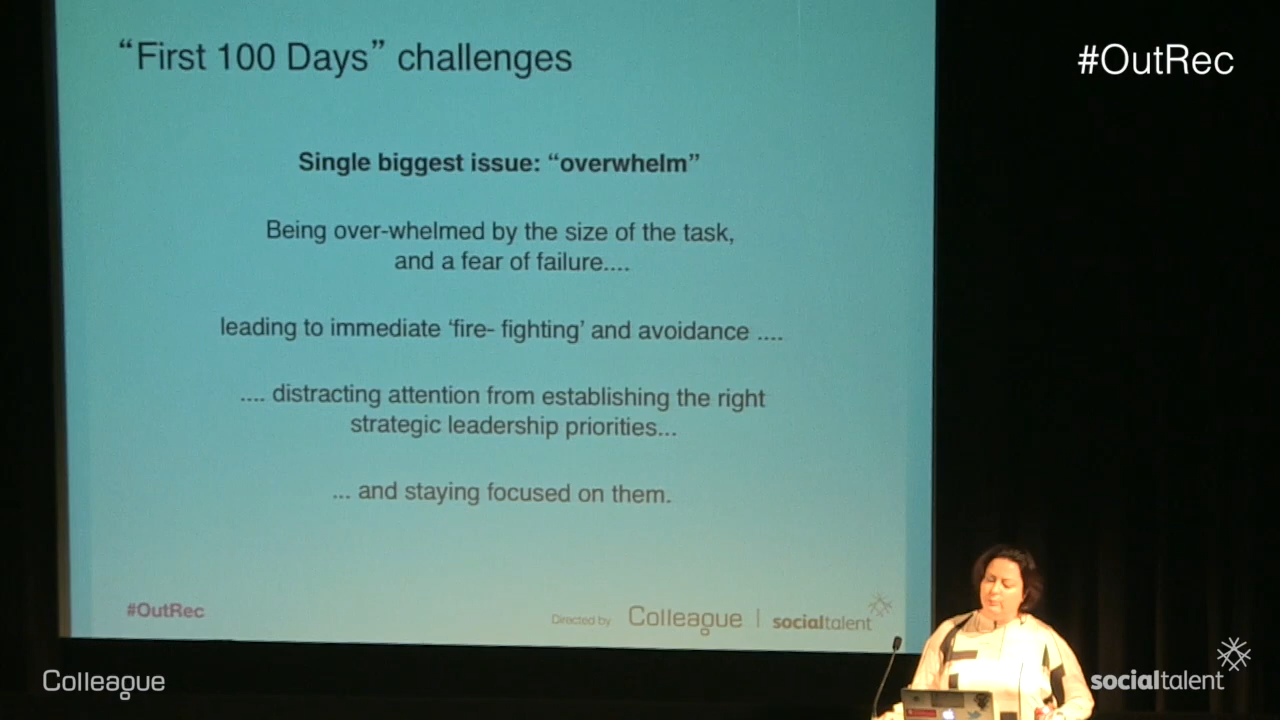 “First 100 Days” challenges
#OutRec
Single biggest issue: “overwhelm”
Being over-whelmed by the size of the task,
and a fear of failure....
leading to immediate ‘fire- fighting’ and avoidance ....
.... distracting attention from establishing the right
strategic leadership priorities...
... and staying focused on them.
#OutRec
Directed by Colleague | socialtalent
Colleague
socialtalent